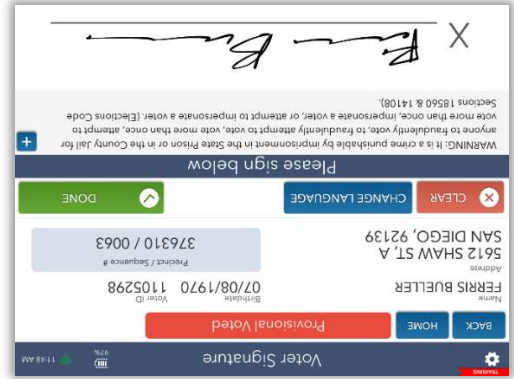 TRAINING
Voter Signature
97%
11:48 AM
BACK
HOME
Provisional Voted
Name
FERRIS BUELLER
Birthdate
07/08/1970
Voter ID
11052298
Address
5612 SHAW ST, A
SAN DIEGO, 92139
Precinct / Sequence #
376310 / 0063
CLEAR
CHANGE LANGUAGE
DONE
Please sign below
WARNING: It is a crime punishable by imprisonment in the State Prison or in the County Jail for
anyone to fraudulently vote, to fraudulently attempt to vote, vote more than once, attempt to
vote more than once, impersonate a voter, or attempt to impersonate a voter. (Elections Code
Sections 18560 & 14108).
+
X